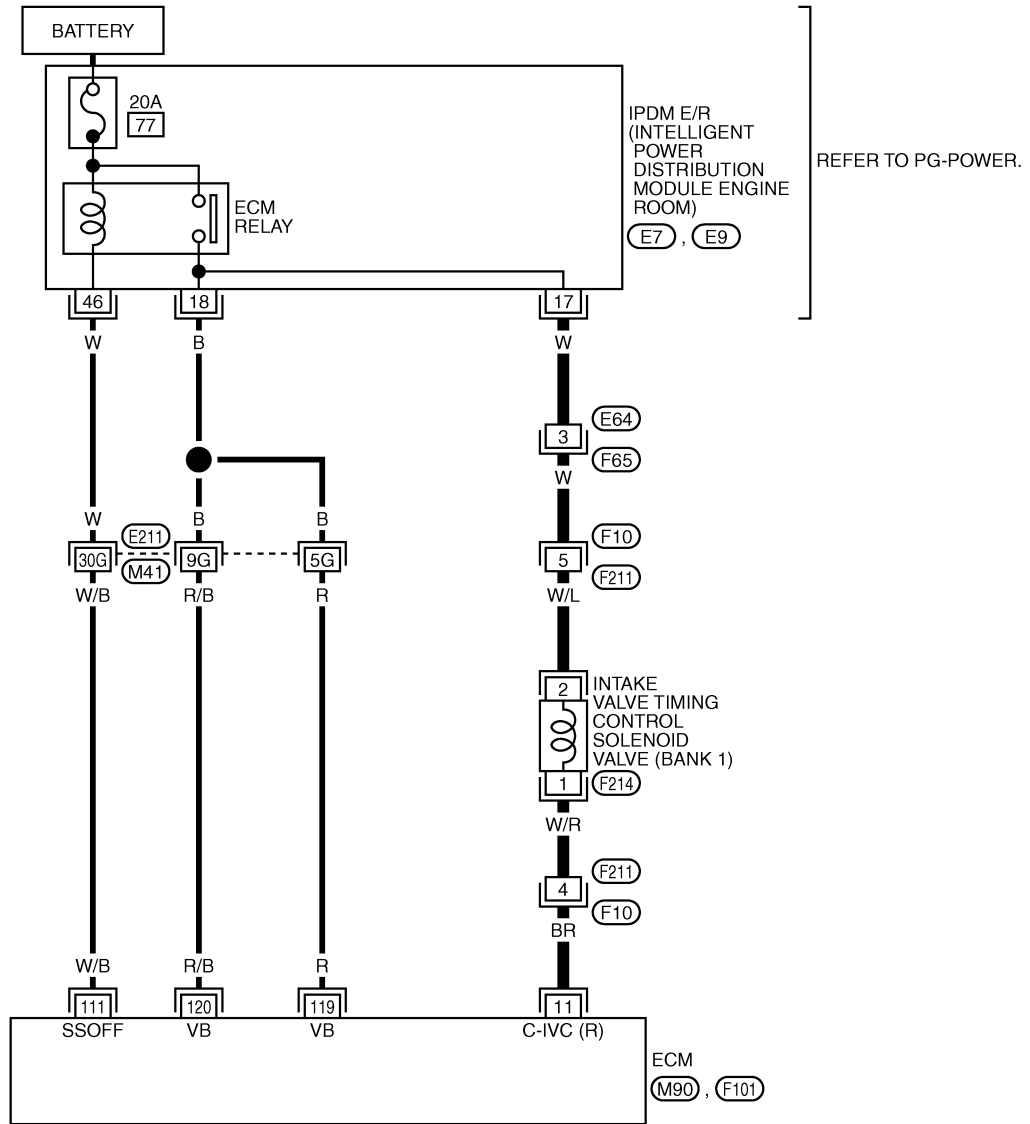 BATTERY
20A
77
IPDM E/R
(INTELLIGENT
POWER
DISTRIBUTION
MODULE ENGINE
ROOM)
E7 , E9
REFER TO PG-POWER.
ECM
RELAY
46
18
17
W
B
W
3
E64
F65
W
W
B
B
E211
M41
30G
9G
5G
5
F10
F211
W/B
R/B
R
W/L
2
INTAKE
VALVE TIMING
CONTROL
SOLENOID
VALVE (BANK 1)
1
F214
W/R
4
F211
F10
BR
W/B
R/B
R
111
120
119
11
SSOFF
VB
VB
C-IVC (R)
ECM
M90 , F101